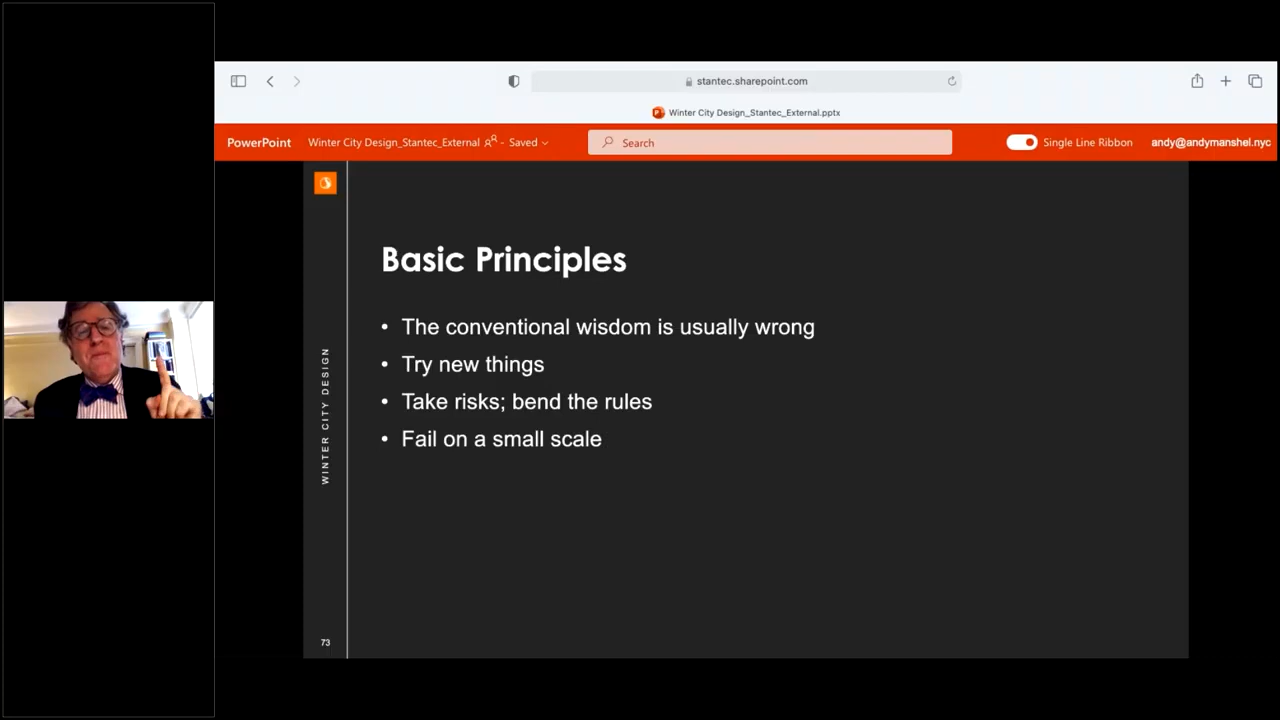 stantec.sharepoint.com
Winter City Design_Stantec_External.pptx
PowerPoint Winter City Design_Stantec_External - Saved Search Single Line Ribbon andy@andymanshel.nyc
Basic Principles
• The conventional wisdom is usually wrong
• Try new things
• Take risks; bend the rules
• Fail on a small scale
WINTER CITY DESIGN
73